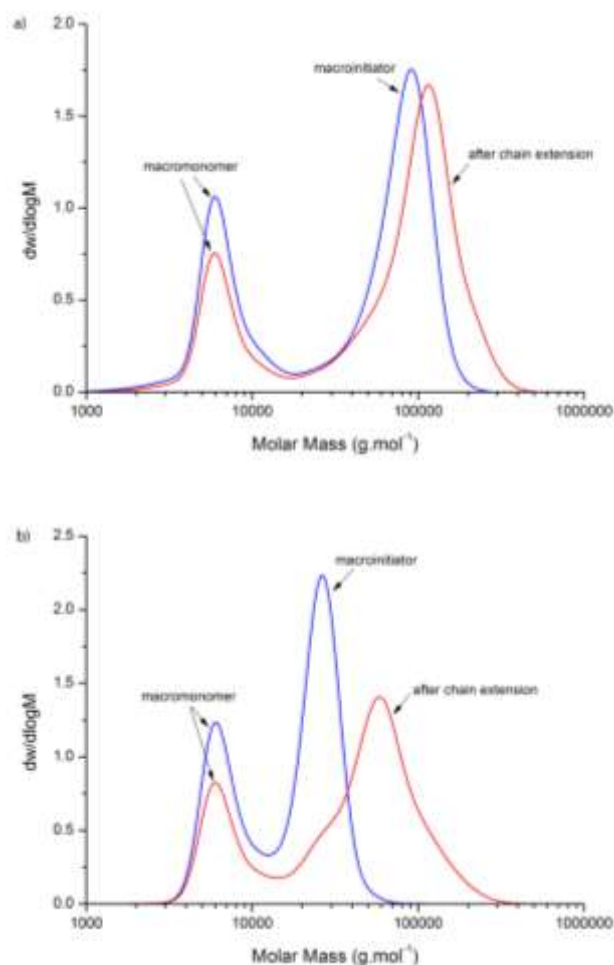 a)
2.0
macroinitiator
1.5
after chain extension
macromonomer
1.0
dw/dlogM
0.5
0.0
1000 10000 100000 1000000
Molar Mass (g.mol⁻¹)
b)
2.5
macroinitiator
2.0
1.5
macromonomer
after chain extension
dw/dlogM
1.0
0.5
0.0
1000 10000 100000 1000000
Molar Mass (g.mol⁻¹)